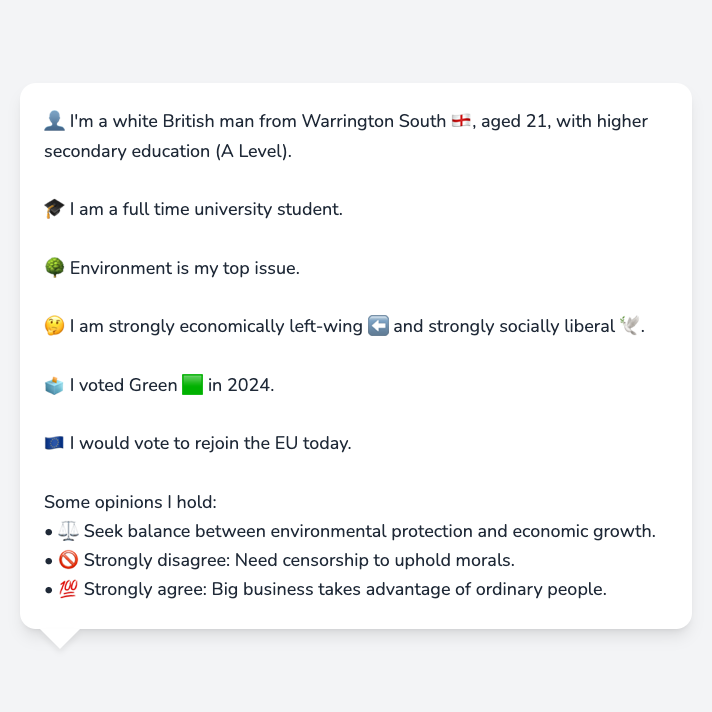 👤 I'm a white British man from Warrington South 🏴󠁧󠁢󠁥󠁮󠁧󠁿, aged 21, with higher
secondary education (A Level).
🎓 I am a full time university student.
🌳 Environment is my top issue.
🤔 I am strongly economically left-wing ⬅️ and strongly socially liberal 🕊️.
🗳️ I voted Green 🟩 in 2024.
🇪🇺 I would vote to rejoin the EU today.
Some opinions I hold:
• ⚖️ Seek balance between environmental protection and economic growth.
• 🚫 Strongly disagree: Need censorship to uphold morals.
• 💯 Strongly agree: Big business takes advantage of ordinary people.